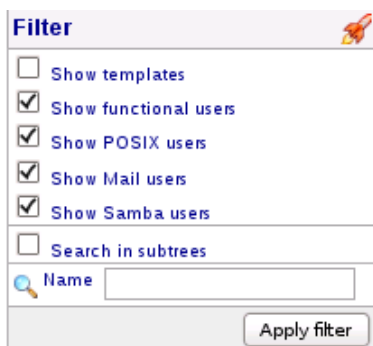 Filter
Show templates
Show functional users
Show POSIX users
Show Mail users
Show Samba users
Search in subtrees
Name
Apply filter